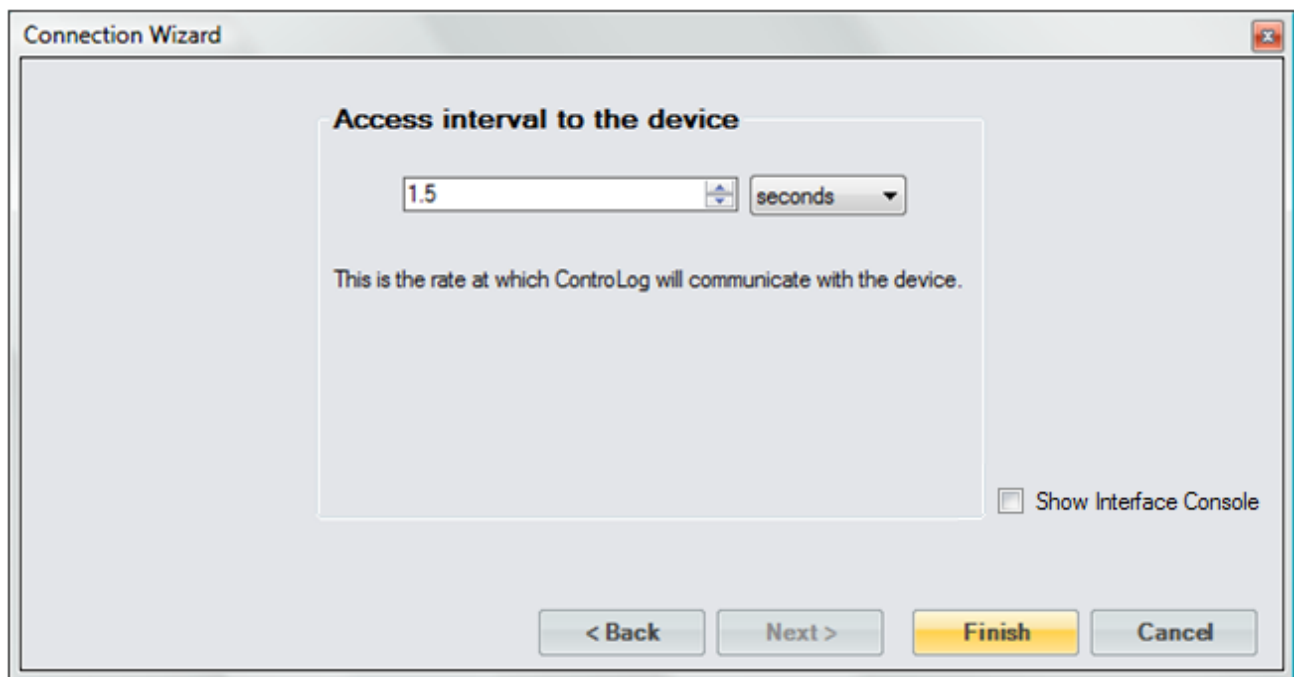 Connection Wizard
Access interval to the device
1.5 seconds
This is the rate at which ControLog will communicate with the device.
Show Interface Console
< Back Next > Finish Cancel